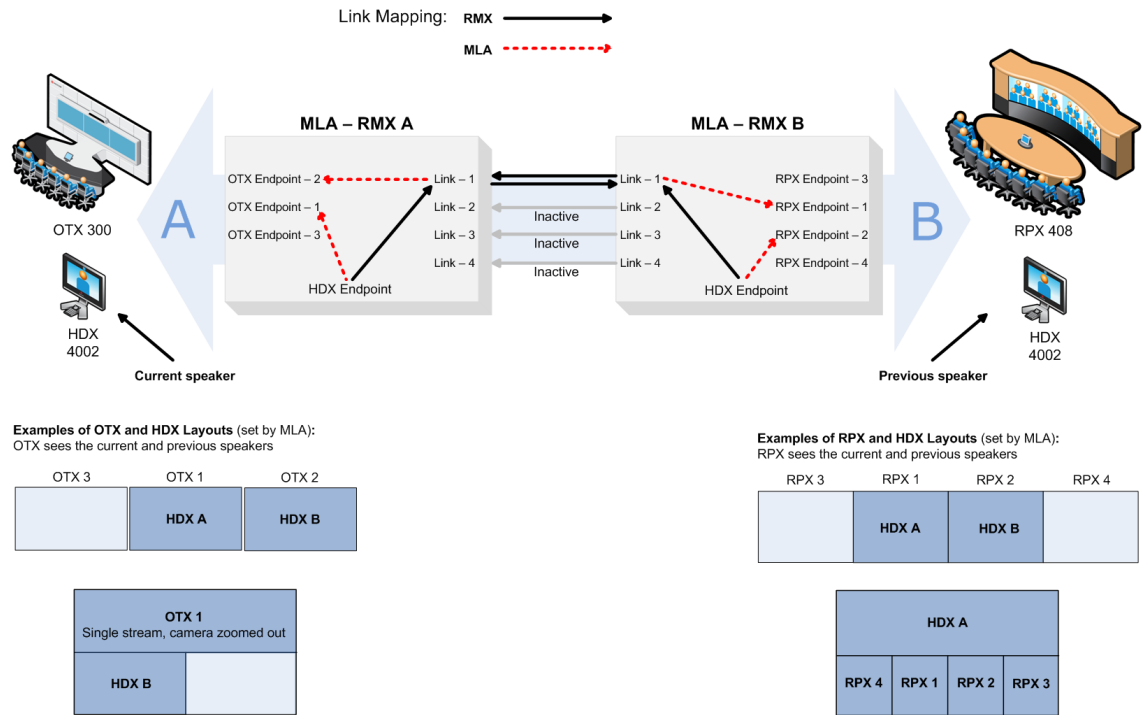 Link Mapping: RMX
MLA
MLA – RMX A
MLA – RMX B
OTX Endpoint – 2
OTX Endpoint – 1
OTX Endpoint – 3
Link – 1
Link – 2
Link – 3
Link – 4
HDX Endpoint
Inactive
Inactive
Inactive
Link – 1
Link – 2
Link – 3
Link – 4
RPX Endpoint – 3
RPX Endpoint – 1
RPX Endpoint – 2
RPX Endpoint – 4
HDX Endpoint
A
B
OTX 300
RPX 408
HDX
4002
HDX
4002
Current speaker
Previous speaker
Examples of OTX and HDX Layouts (set by MLA):
OTX sees the current and previous speakers
OTX 3 OTX 1 OTX 2
HDX A HDX B
OTX 1
Single stream, camera zoomed out
HDX B
Examples of RPX and HDX Layouts (set by MLA):
RPX sees the current and previous speakers
RPX 3 RPX 1 RPX 2 RPX 4
HDX A HDX B
HDX A
RPX 4 RPX 1 RPX 2 RPX 3